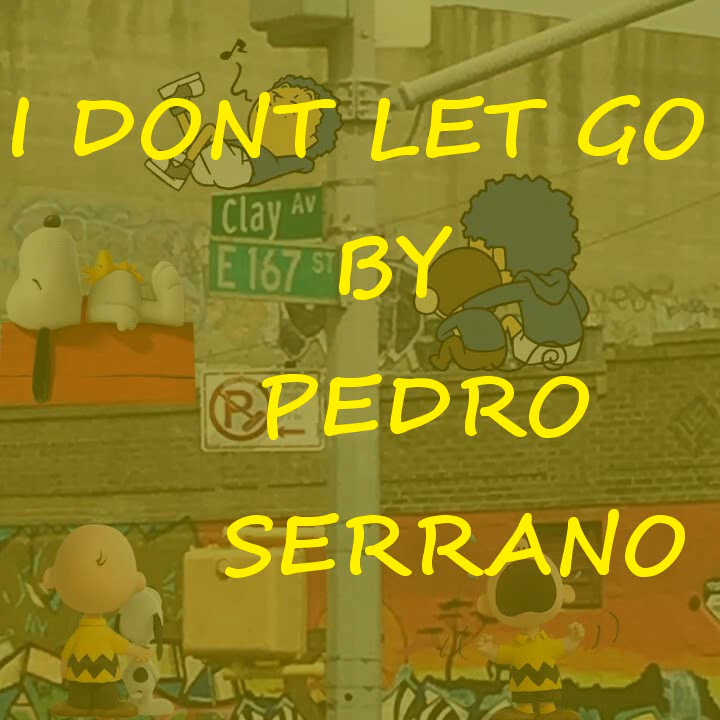 I DONT LET GO
Clay AV
E 167 ST
BY
P
PEDRO
SERRANO